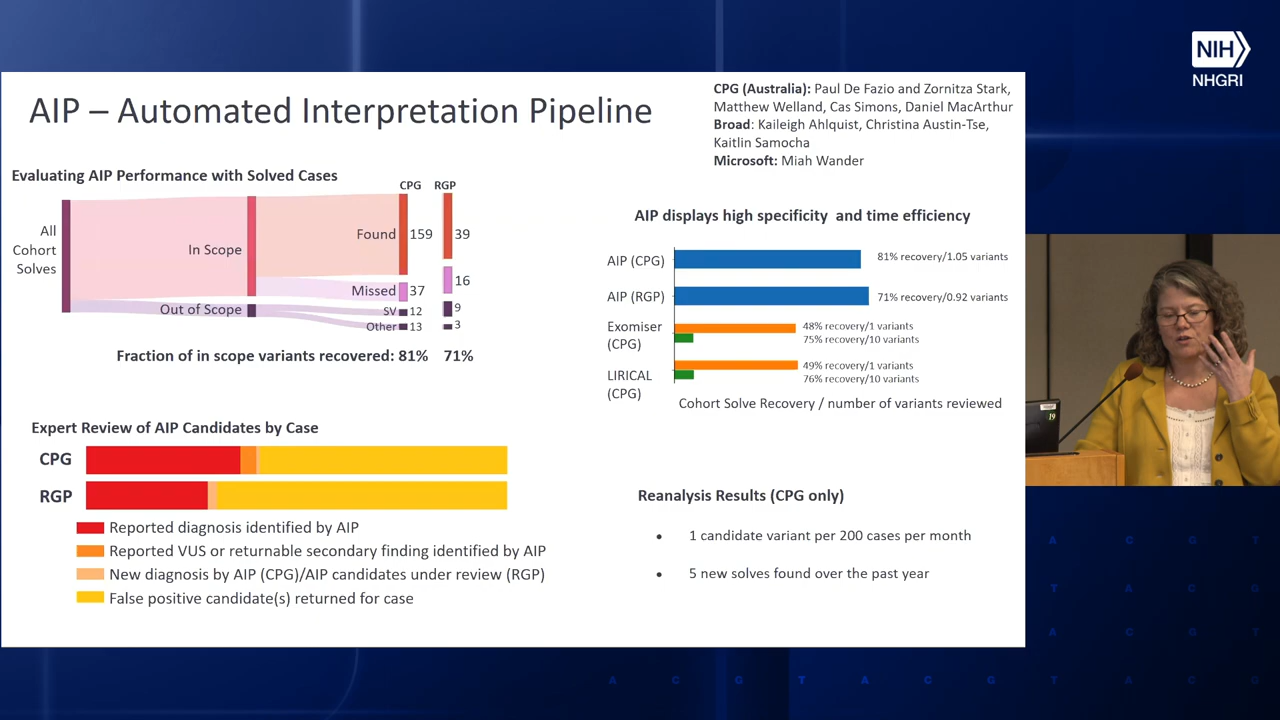 NIH
NHGRI
AIP – Automated Interpretation Pipeline
CPG (Australia): Paul De Fazio and Zornitza Stark,
Matthew Welland, Cas Simons, Daniel MacArthur
Broad: Kaileigh Ahlquist, Christina Austin-Tse,
Kaitlin Samocha
Microsoft: Miah Wander
Evaluating AIP Performance with Solved Cases
CPG RGP
All
Cohort
Solves
In Scope
Out of Scope
Found 159 39
Missed 37 16
SV 12 9
Other 13 3
Fraction of in scope variants recovered: 81% 71%
AIP displays high specificity and time efficiency
AIP (CPG) 81% recovery/1.05 variants
AIP (RGP) 71% recovery/0.92 variants
Exomiser
(CPG)
48% recovery/1 variants
75% recovery/10 variants
LIRICAL
(CPG)
49% recovery/1 variants
76% recovery/10 variants
Cohort Solve Recovery / number of variants reviewed
Expert Review of AIP Candidates by Case
CPG
RGP
Reported diagnosis identified by AIP
Reported VUS or returnable secondary finding identified by AIP
New diagnosis by AIP (CPG)/AIP candidates under review (RGP)
False positive candidate(s) returned for case
Reanalysis Results (CPG only)
• 1 candidate variant per 200 cases per month
• 5 new solves found over the past year
19
A C G T
T A C G
A C G T
A C G T A C G T A C G